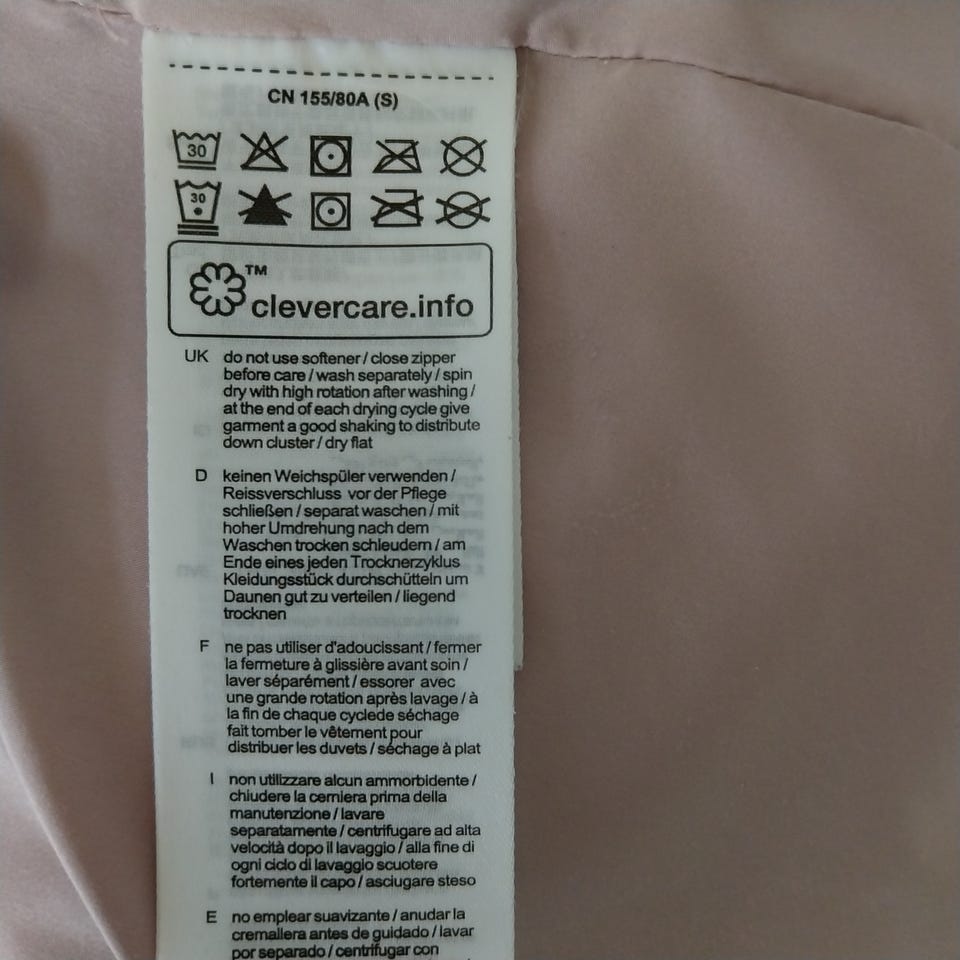 CN 155/80A (S)
30
30
™
clevercare.info
UK do not use softener / close zipper
before care / wash separately / spin
dry with high rotation after washing /
at the end of each drying cycle give
garment a good shaking to distribute
down cluster / dry flat
D keinen Weichspüler verwenden /
Reissverschluss vor der Pflege
schließen / separat waschen / mit
hoher Umdrehung nach dem
Waschen trocken schleudern / am
Ende eines jeden Trocknerzyklus
Kleidungsstück durchschütteln um
Daunen gut zu verteilen / liegend
trocknen
F ne pas utiliser d'adoucissant / fermer
la fermeture à glissière avant soin /
laver séparément / essorer avec
une grande rotation après lavage / à
la fin de chaque cyclede séchage
fait tomber le vêtement pour
distribuer les duvets / séchage à plat
I non utilizzare alcun ammorbidente /
chiudere la cerniera prima della
manutenzione / lavare
separatamente / centrifugare ad alta
velocità dopo il lavaggio / alla fine di
ogni ciclo di lavaggio scuotere
fortemente il capo / asciugare steso
E no emplear suavizante / anudar la
cremallera antes de guidado / lavar
por separado / centrifugar con